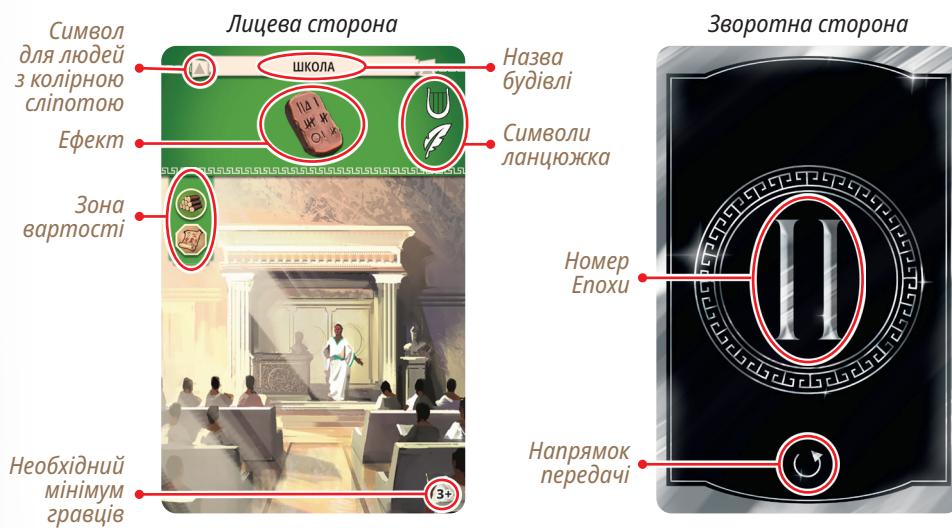 Лицева сторона
Зворотна сторона
Символ
для людей
з колірною
сліпотою
ШКОЛА
Назва
будівлі
Ефект
Символи
ланцюжка
Зона
вартості
Номер
Епохи
II
Напрямок
передачі
Необхідний
мінімум
гравців
3+